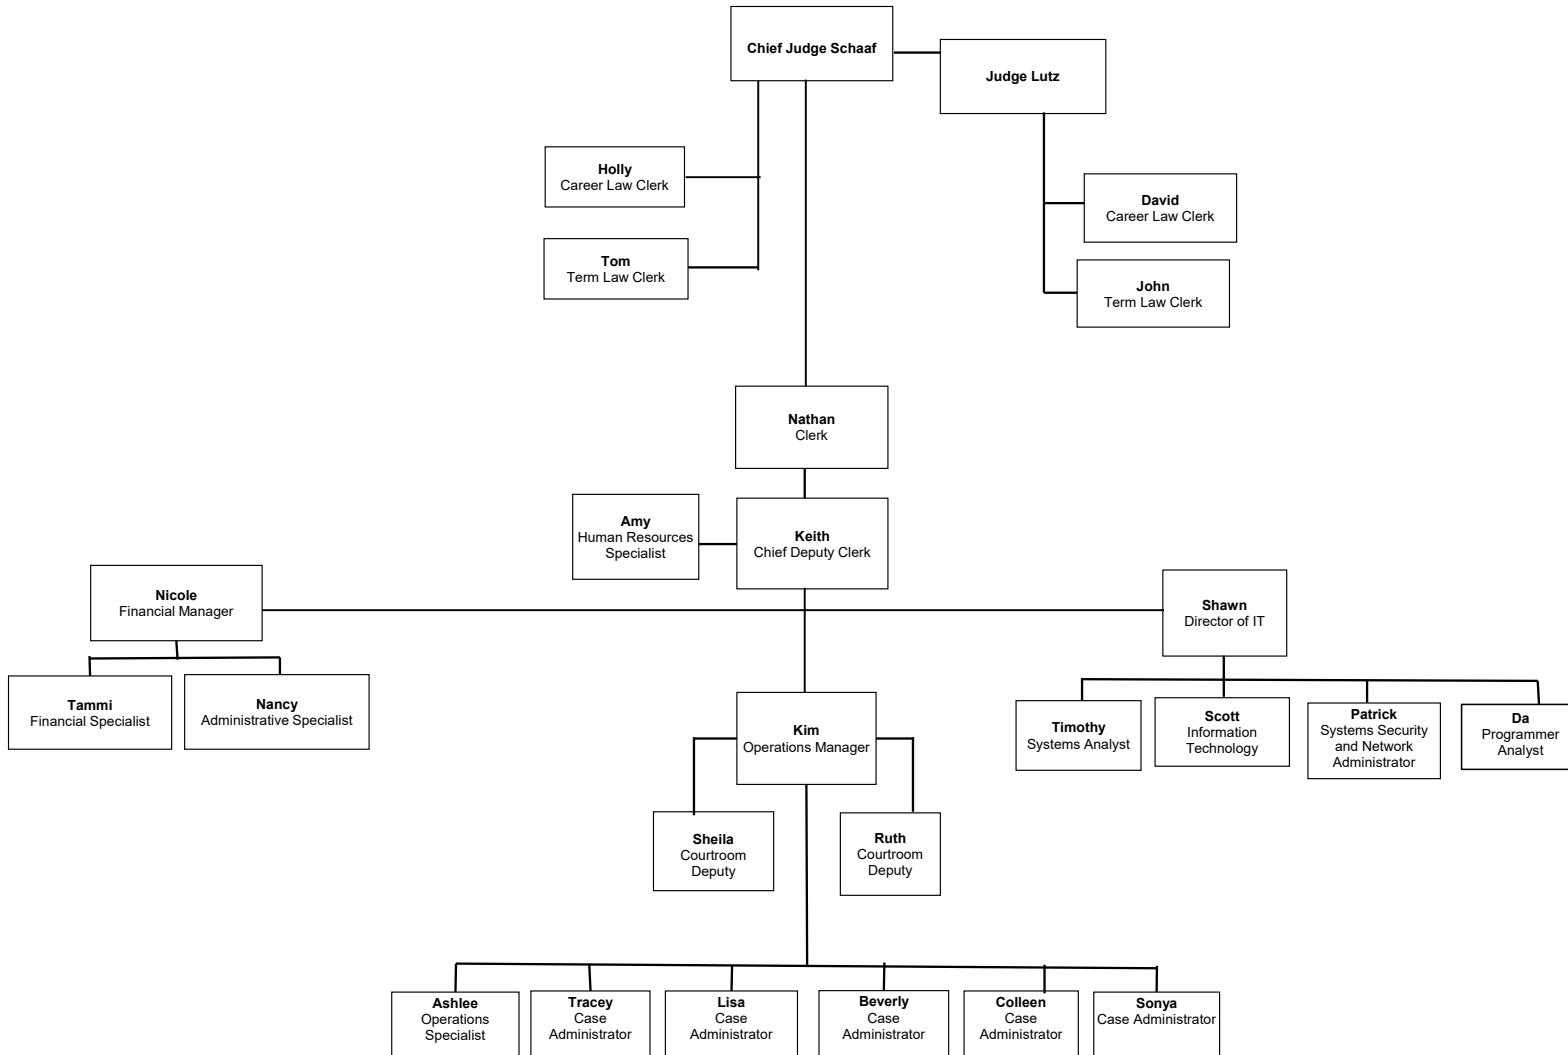 Chief Judge Schaaf
Judge Lutz
Holly
Career Law Clerk
David
Career Law Clerk
Tom
Term Law Clerk
John
Term Law Clerk
Nathan
Clerk
Amy
Human Resources
Specialist
Keith
Chief Deputy Clerk
Nicole
Financial Manager
Shawn
Director of IT
Tammi
Financial Specialist
Nancy
Administrative Specialist
Kim
Operations Manager
Timothy
Systems Analyst
Scott
Information
Technology
Patrick
Systems Security
and Network
Administrator
Da
Programmer
Analyst
Sheila
Courtroom
Deputy
Ruth
Courtroom
Deputy
Ashlee
Operations
Specialist
Tracey
Case
Administrator
Lisa
Case
Administrator
Beverly
Case
Administrator
Colleen
Case
Administrator
Sonya
Case Administrator